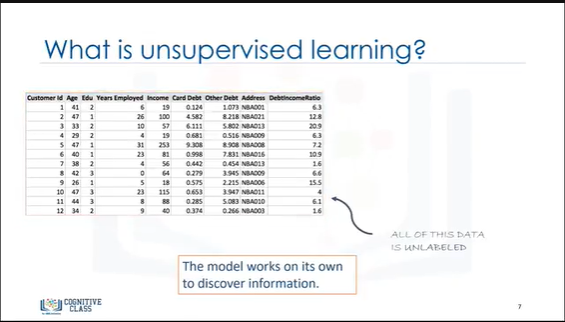 What is unsupervised learning?
Customer Id Age Edu Years Employed Income Card Debt Other Debt Address DebtIncomeRatio
1 41 2 6 19 0.124 1.073 NBA001 6.3
2 47 1 26 100 4.582 8.218 NBA021 12.8
3 33 2 10 57 6.111 5.802 NBA013 20.9
4 29 2 4 19 0.681 0.516 NBA009 6.3
5 47 1 31 253 9.308 8.908 NBA008 7.2
6 40 1 23 81 0.998 7.831 NBA016 10.9
7 38 2 4 56 0.442 0.454 NBA013 1.6
8 42 3 0 64 0.279 3.945 NBA009 6.6
9 26 1 5 18 0.575 2.215 NBA006 15.5
10 47 3 23 115 0.653 3.947 NBA011 4
11 44 3 8 88 0.285 5.083 NBA010 6.1
12 34 2 9 40 0.374 0.266 NBA003 1.6
ALL OF THIS DATA
IS UNLABELED
The model works on its own
to discover information.
COGNITIVE
CLASS
7